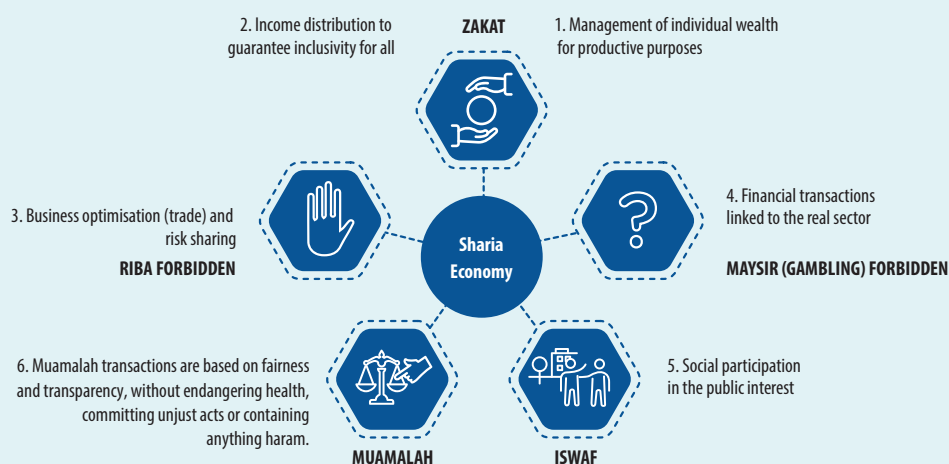 2. Income distribution to
guarantee inclusivity for all
ZAKAT
1. Management of individual wealth
for productive purposes
3. Business optimisation (trade) and
risk sharing
RIBA FORBIDDEN
Sharia
Economy
4. Financial transactions
linked to the real sector
MAYSIR (GAMBLING) FORBIDDEN
6. Muamalah transactions are based on fairness
and transparency, without endangering health,
committing unjust acts or containing
anything haram.
MUAMALAH
5. Social participation
in the public interest
ISWAF